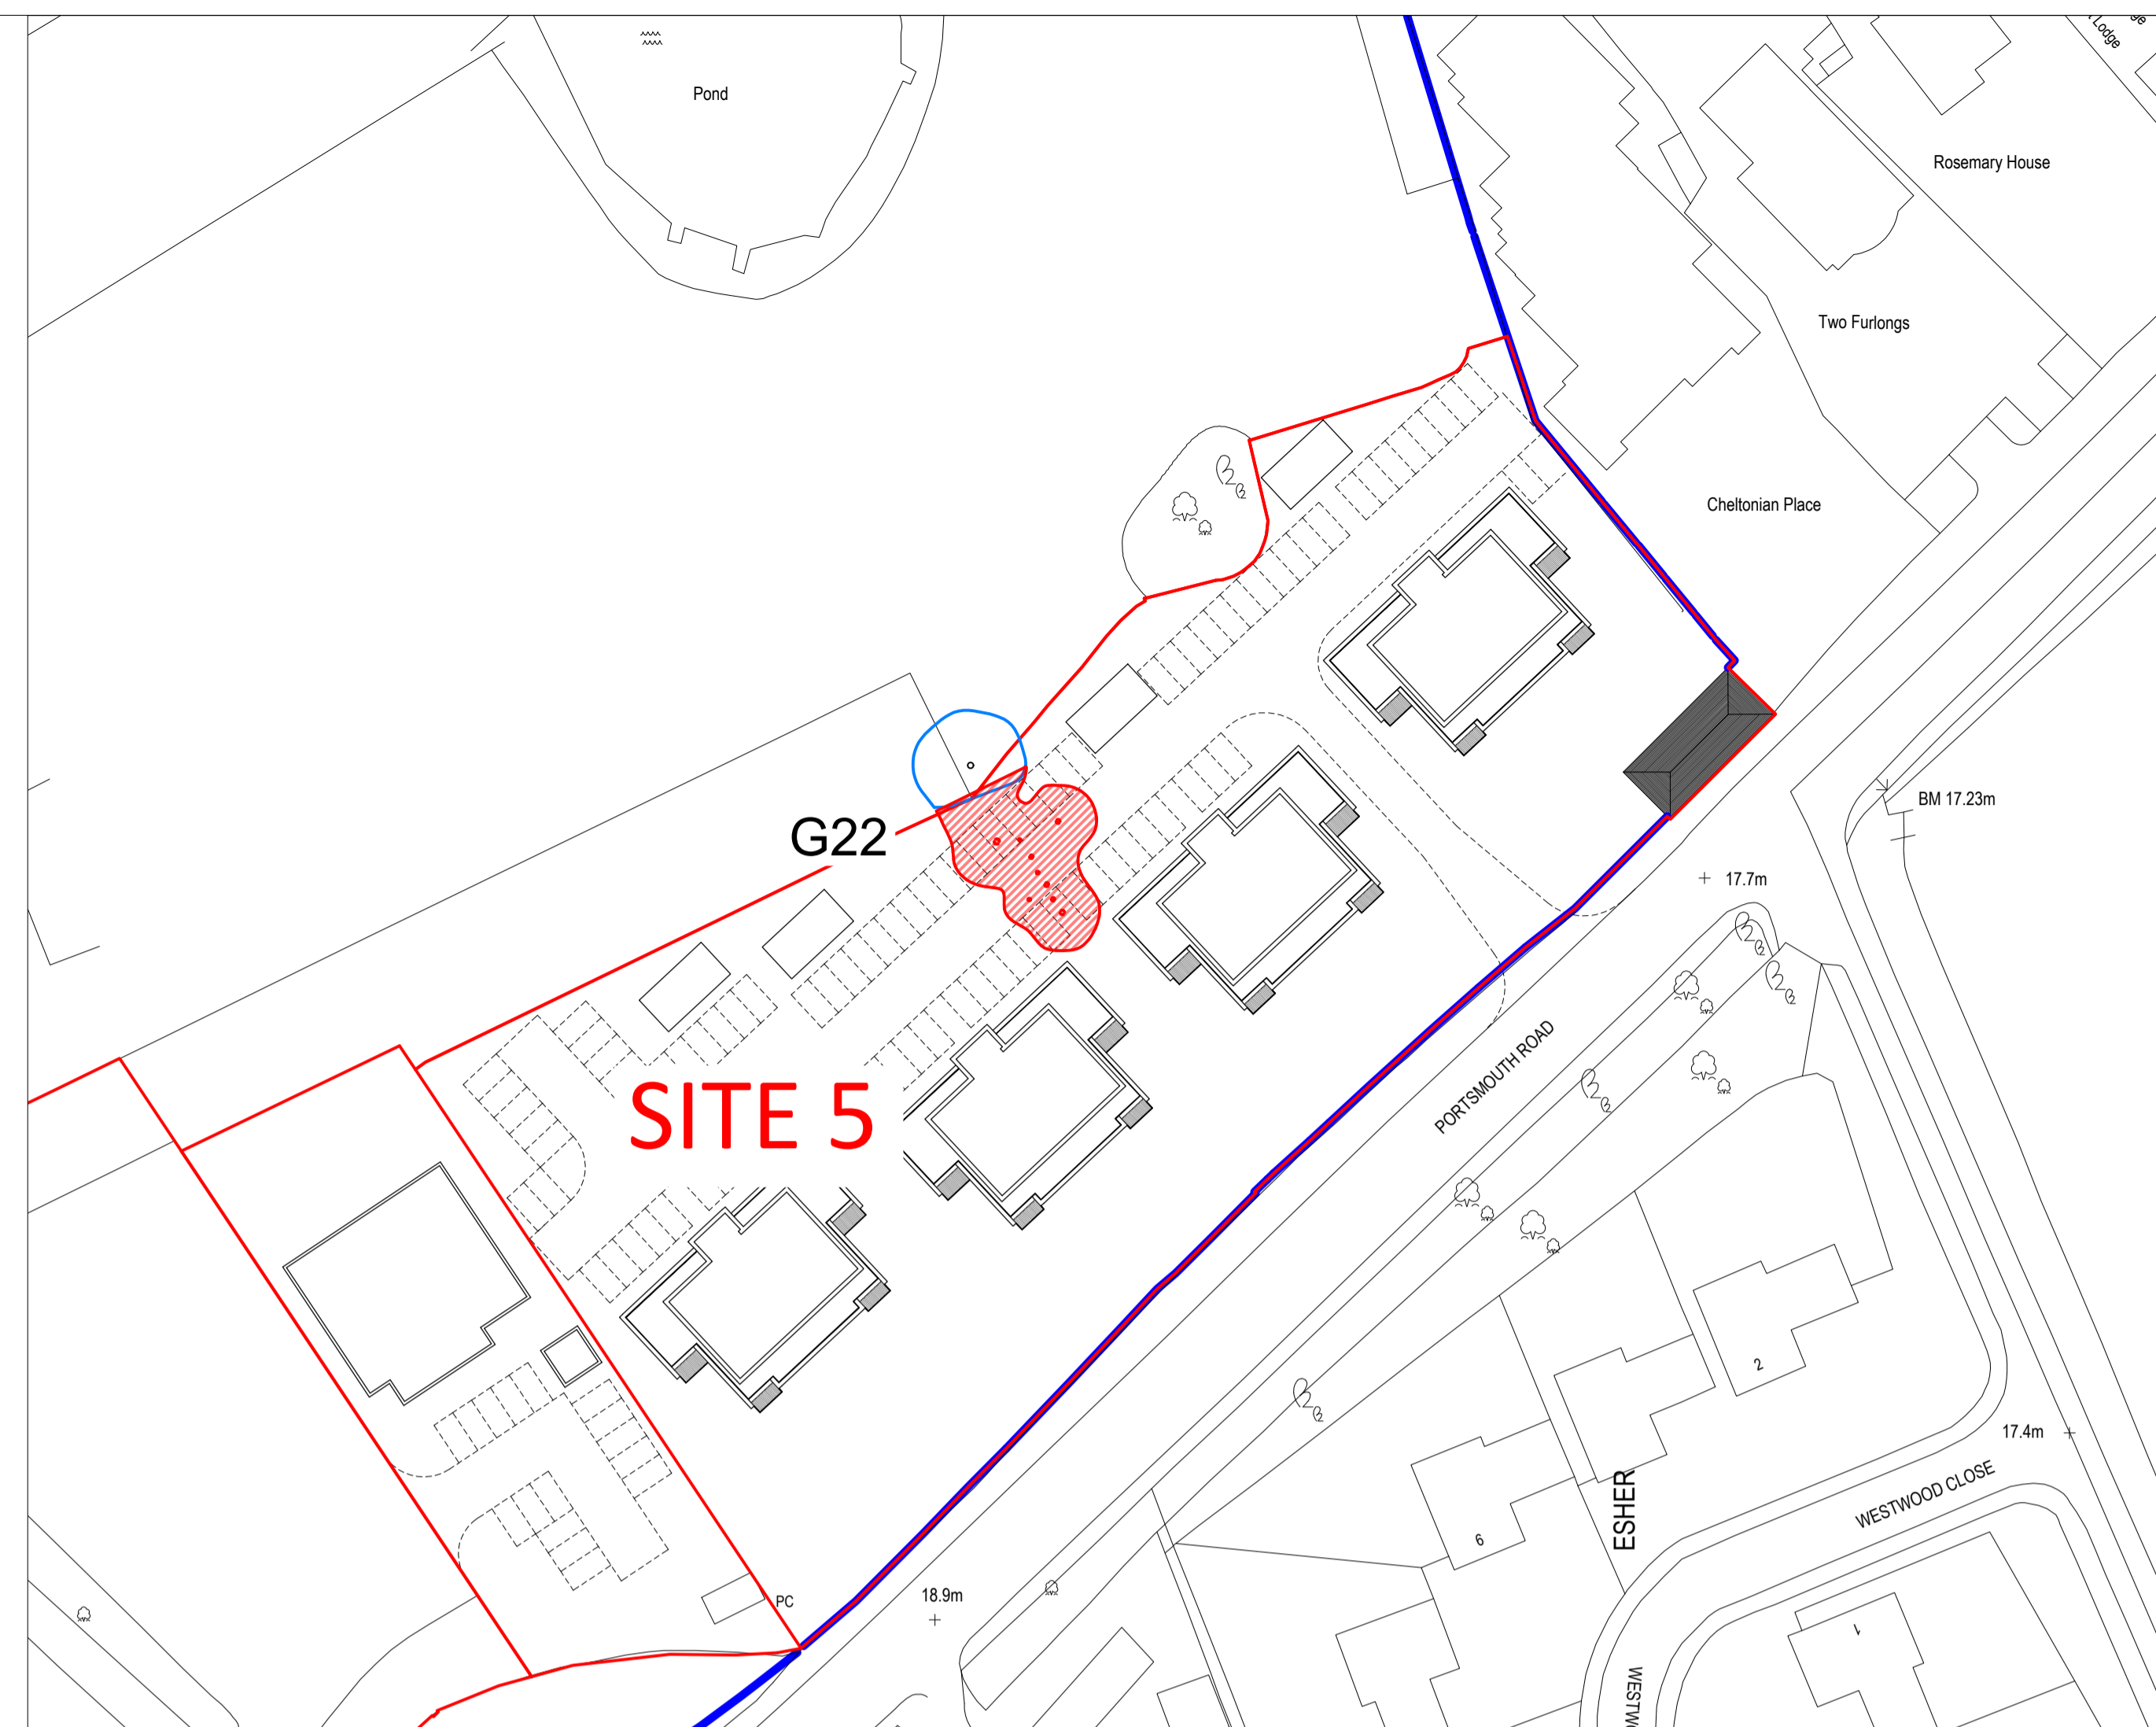 Lodge
Pond
Rosemary House
Two Furlongs
Cheltonian Place
BM 17.23m
G22
17.7m
PORTSMOUTH ROAD
SITE 5
2
17.4m
WESTWOOD CLOSE
ESHER
6
18.9m
PC
1